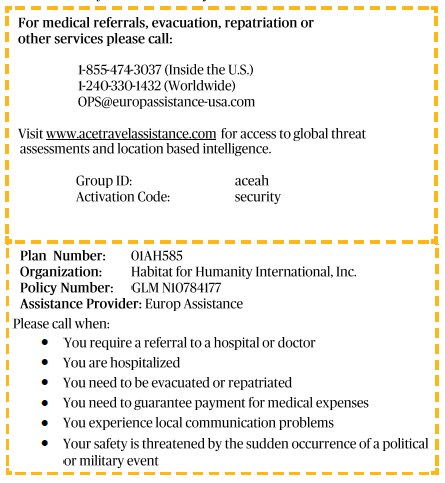 For medical referrals, evacuation, repatriation or
other services please call:
1-855-474-3037 (Inside the U.S.)
1-240-330-1432 (Worldwide)
OPS@europassistance-usa.com
Visit www.acetravelassistance.com for access to global threat
assessments and location based intelligence.
Group ID: aceah
Activation Code: security
Plan Number: 01AH585
Organization: Habitat for Humanity International, Inc.
Policy Number: GLM N10784177
Assistance Provider: Europ Assistance
Please call when:
• You require a referral to a hospital or doctor
• You are hospitalized
• You need to be evacuated or repatriated
• You need to guarantee payment for medical expenses
• You experience local communication problems
• Your safety is threatened by the sudden occurrence of a political
or military event